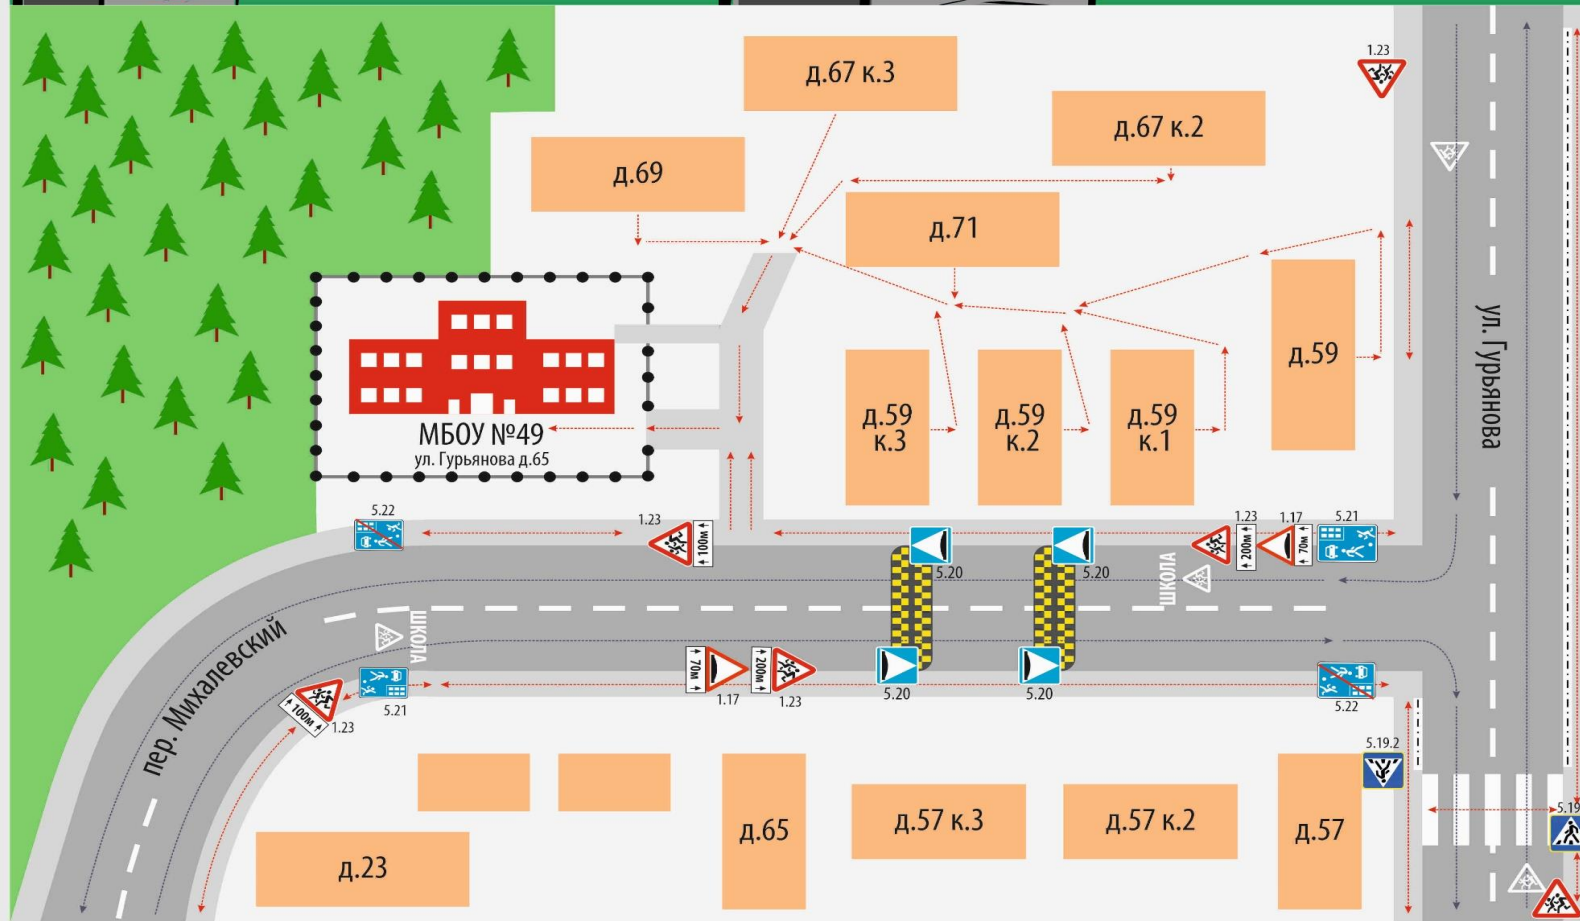 д.67 к.3
1.23
д.67 к.2
д.69
д.71
ул. Гурьянова
д.59
д.59
к.3
д.59
к.2
д.59
к.1
МБОУ №49
ул. Гурьянова д.65
5.22
1.23
100м
1.23
200м
1.17
70м
5.21
5.20
5.20
ШКОЛА
ШКОЛА
пер. Михалевский
100м
1.23
5.21
70м
1.17
200м
1.23
5.20
5.20
5.22
5.19.2
д.65
д.57 к.3
д.57 к.2
д.57
5.19
д.23